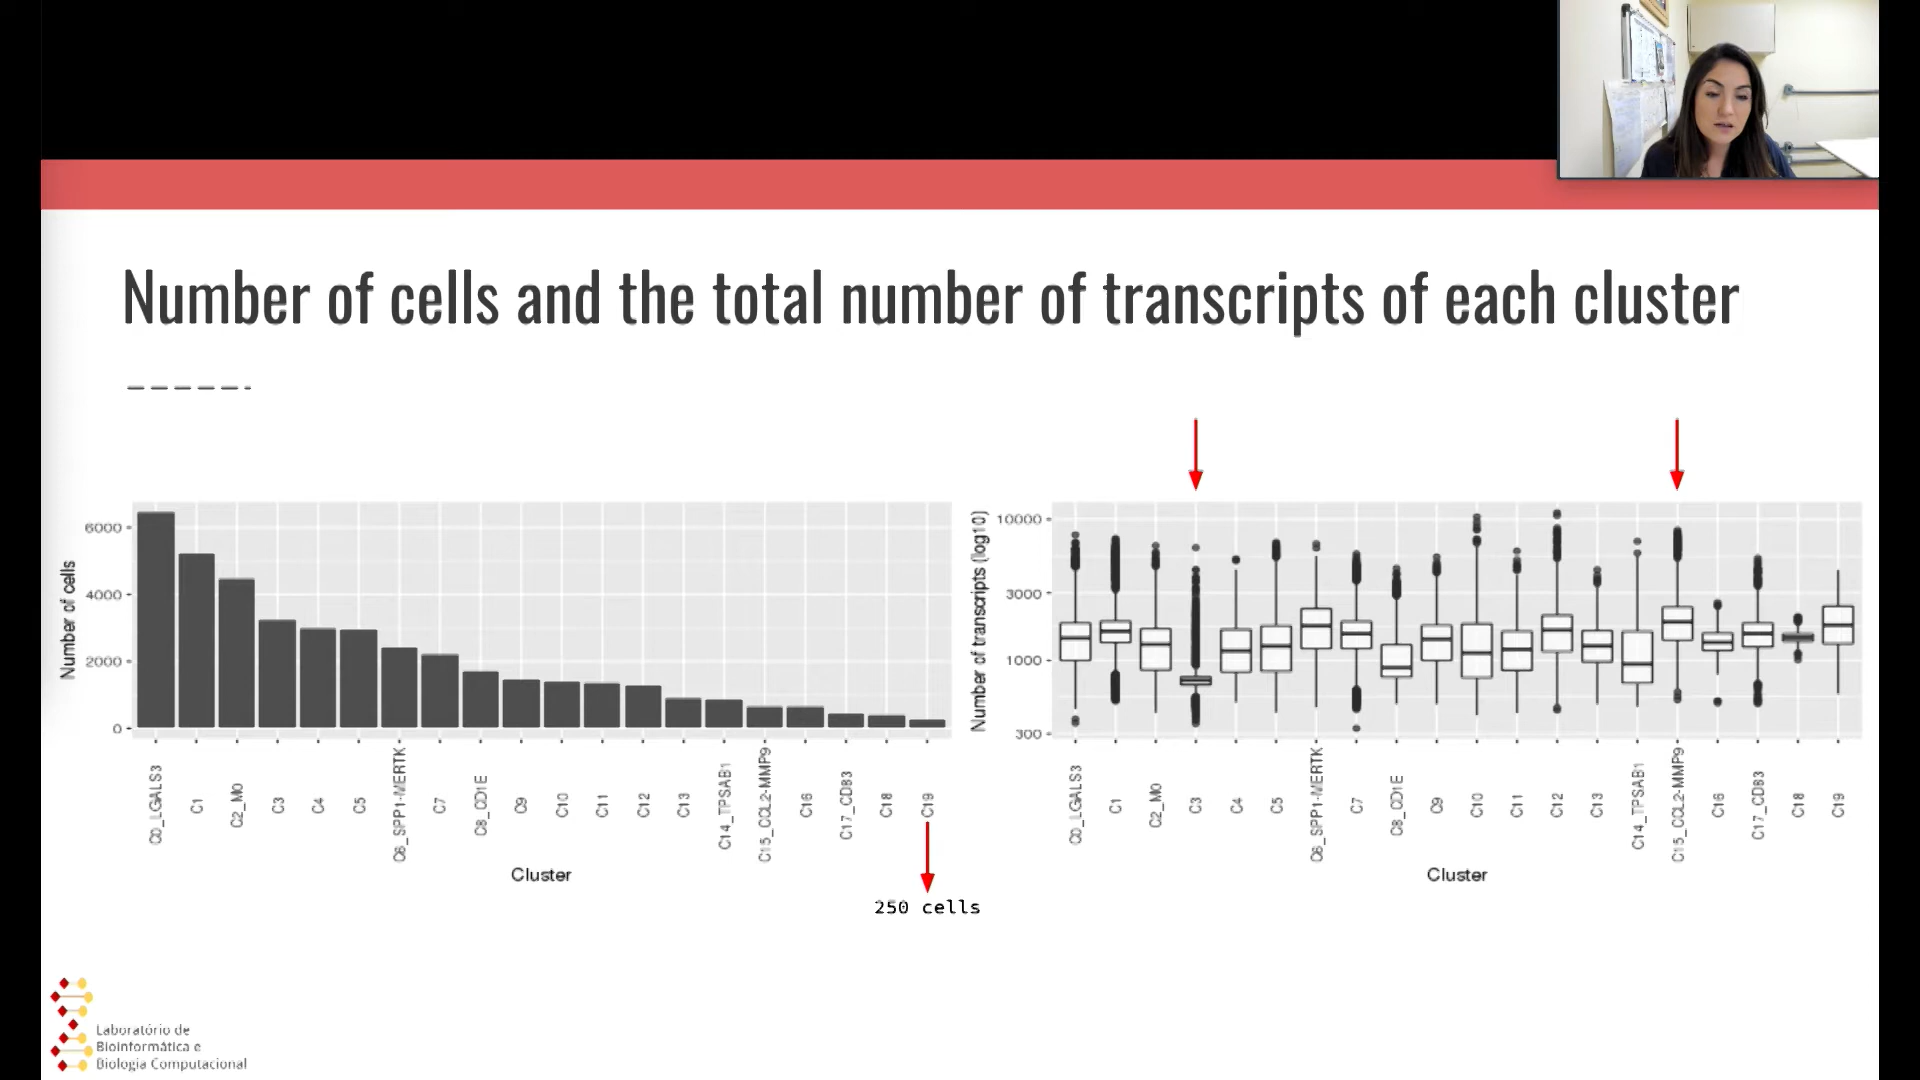 Number of cells and the total number of transcripts of each cluster
Number of cells
6000
4000
2000
0
C0_LGALS3
C1
C2_M0
C3
C4
C5
C6_SPP1-MERTK
C7
C8_CD1E
C9
C10
C11
C12
C13
C14_TPSAB1
C15_CCL2-MMP9
C16
C17_CD83
C18
C19
Cluster
250 cells
Number of transcripts (log10)
10000
3000
1000
300
C0_LGALS3
C1
C2_M0
C3
C4
C5
C6_SPP1-MERTK
C7
C8_CD1E
C9
C10
C11
C12
C13
C14_TPSAB1
C15_CCL2-MMP9
C16
C17_CD83
C18
C19
Cluster
Laboratório de
Bioinformática e
Biologia Computacional